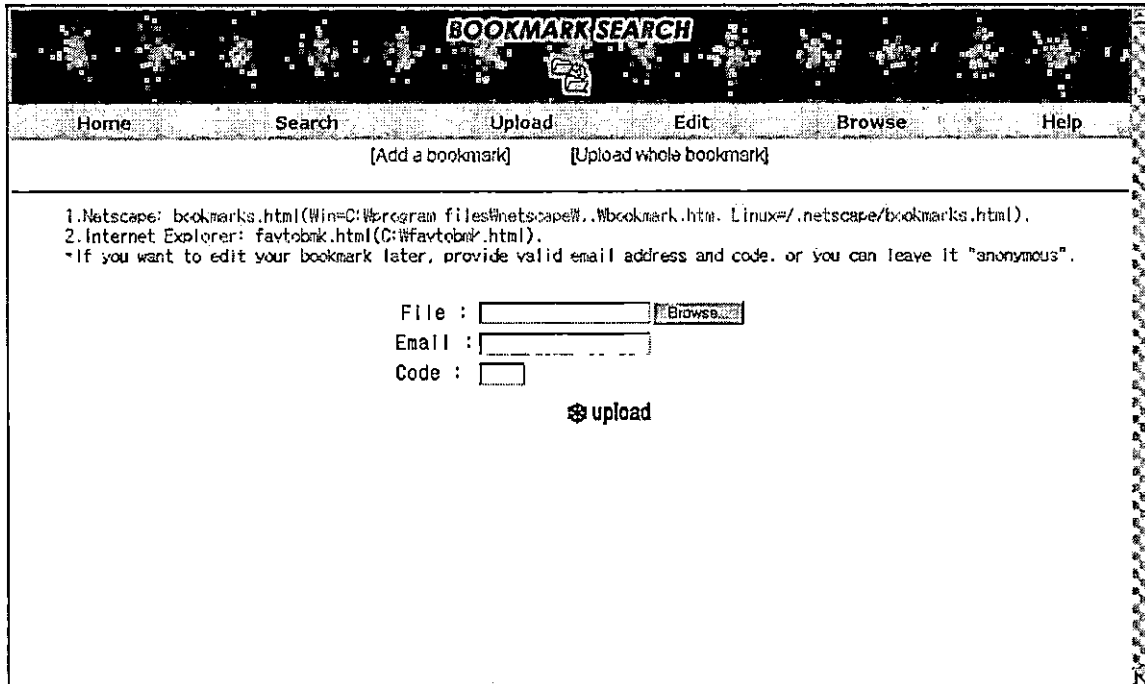 BOOKMARK SEARCH
Home Search Upload Edit Browse Help
[Add a bookmark] [Upload whole bookmark]
1.Netscape: bookmarks.html(Win=C:₩program files₩netscape₩..₩bookmark.htm. Linux=/.netscape/bookmarks.html).
2.Internet Explorer: favtobmk.html(C:₩favtobmk.html).
*If you want to edit your bookmark later, provide valid email address and code. or you can leave it "anonymous".
File : Browse...
Email :
Code :
upload